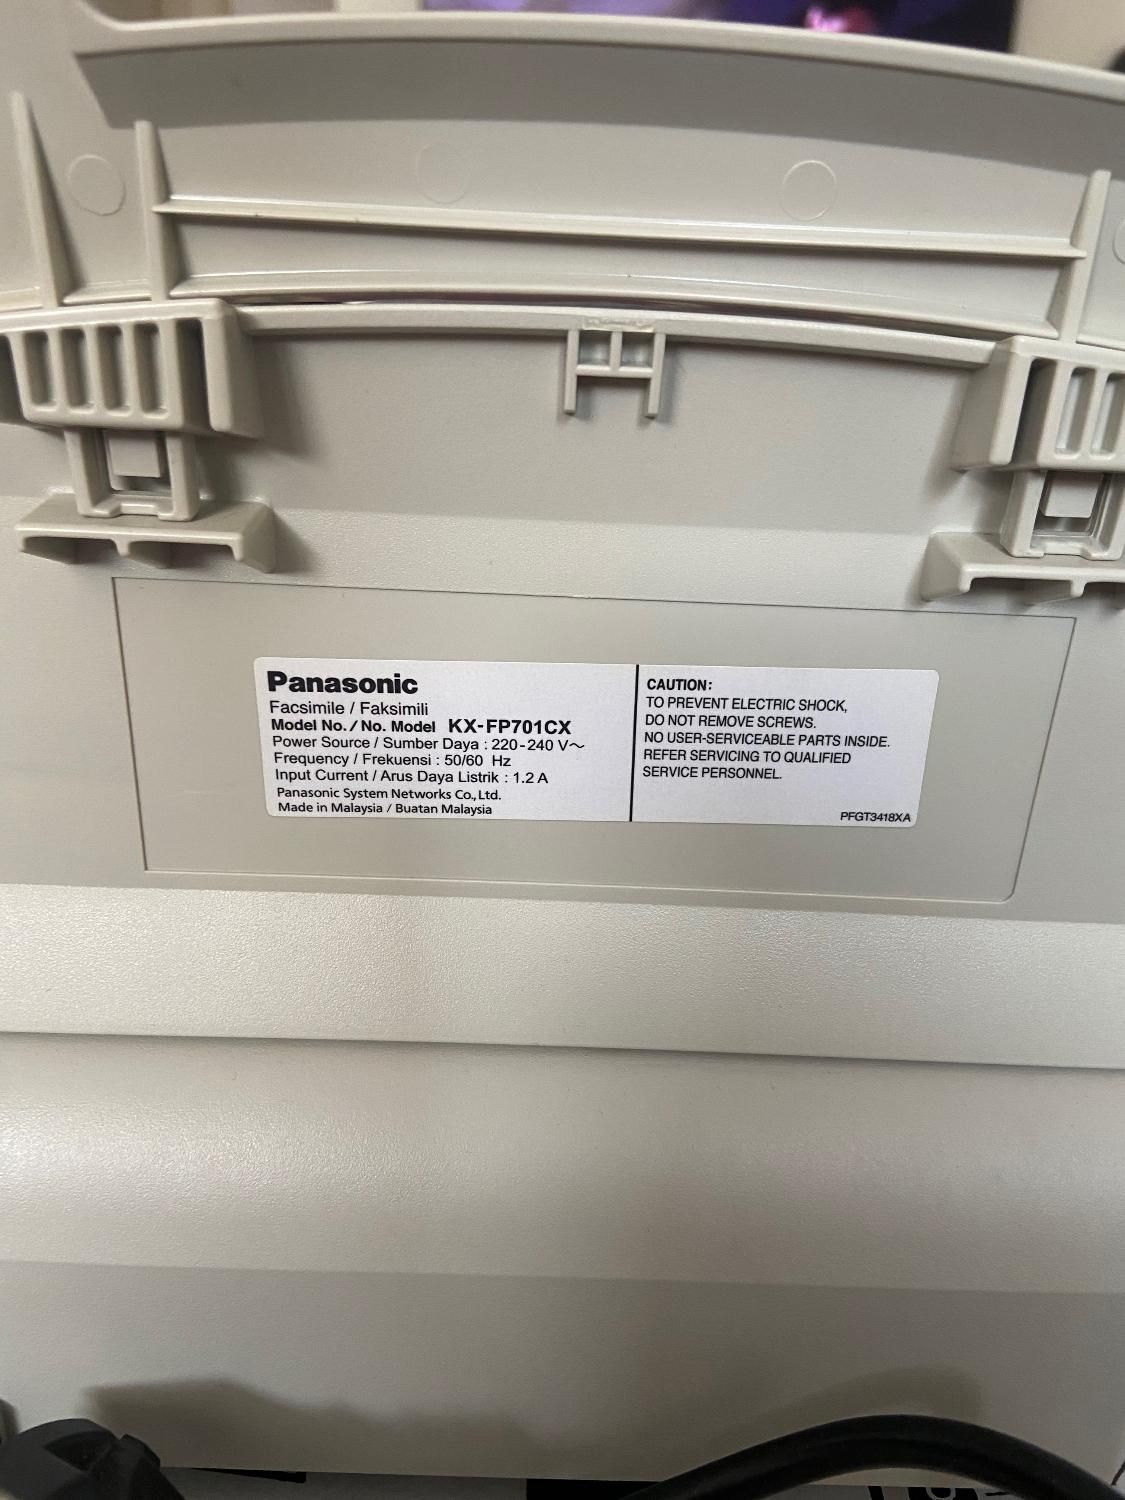 Panasonic
Facsimile / Faksimili
Model No. / No. Model KX-FP701CX
Power Source / Sumber Daya : 220-240 V~
Frequency / Frekuensi : 50/60 Hz
Input Current / Arus Daya Listrik : 1.2 A
Panasonic System Networks Co., Ltd.
Made in Malaysia / Buatan Malaysia
CAUTION:
TO PREVENT ELECTRIC SHOCK,
DO NOT REMOVE SCREWS.
NO USER-SERVICEABLE PARTS INSIDE.
REFER SERVICING TO QUALIFIED
SERVICE PERSONNEL.
PFGT3418XA